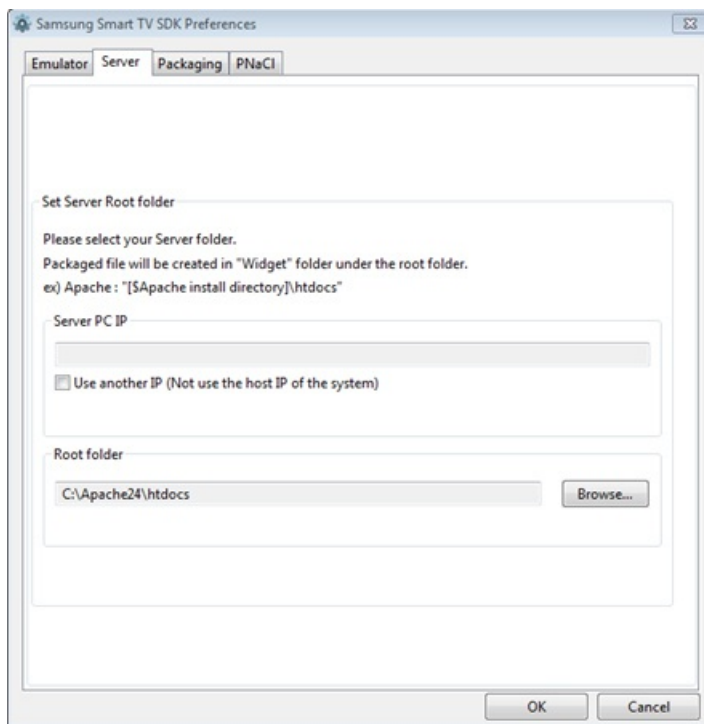 Samsung Smart TV SDK Preferences
Emulator Server Packaging PNaCl
Set Server Root folder
Please select your Server folder.
Packaged file will be created in "Widget" folder under the root folder.
ex) Apache : "[$Apache install directory]\htdocs"
Server PC IP
Use another IP (Not use the host IP of the system)
Root folder
C:\Apache24\htdocs Browse...
OK Cancel